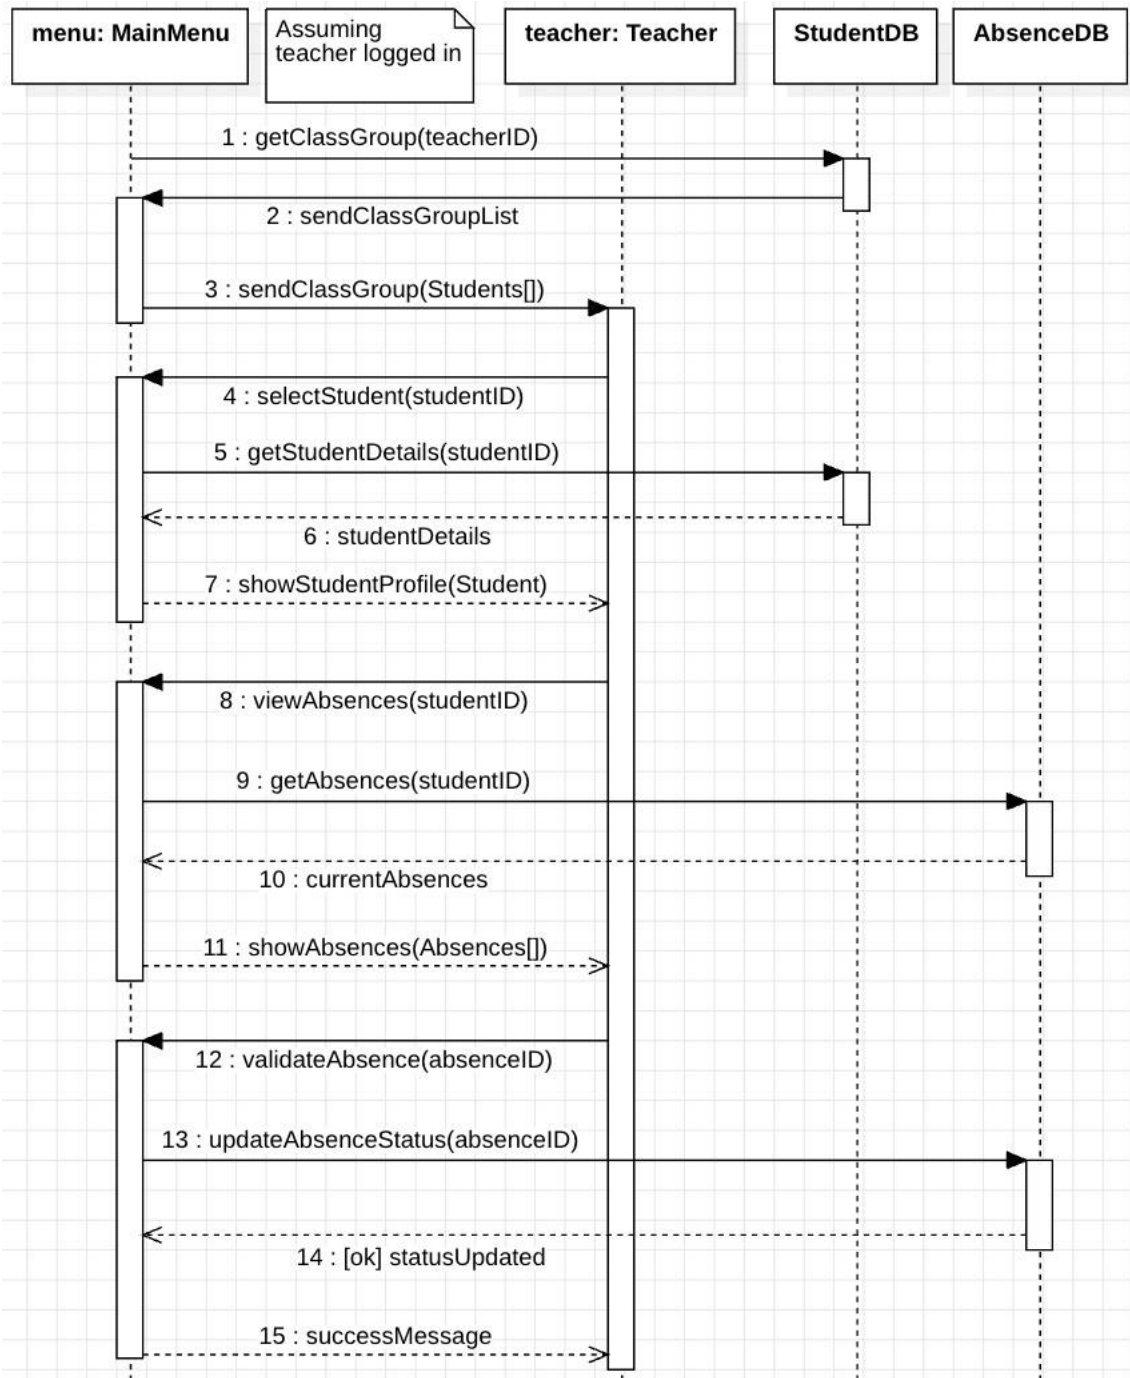 menu: MainMenu
Assuming
teacher logged in
teacher: Teacher
StudentDB
AbsenceDB
1 : getClassGroup(teacherID)
2 : sendClassGroupList
3 : sendClassGroup(Students[])
4 : selectStudent(studentID)
5 : getStudentDetails(studentID)
6 : studentDetails
7 : showStudentProfile(Student)
8 : viewAbsences(studentID)
9 : getAbsences(studentID)
10 : currentAbsences
11 : showAbsences(Absences[])
12 : validateAbsence(absenceID)
13 : updateAbsenceStatus(absenceID)
14 : [ok] statusUpdated
15 : successMessage